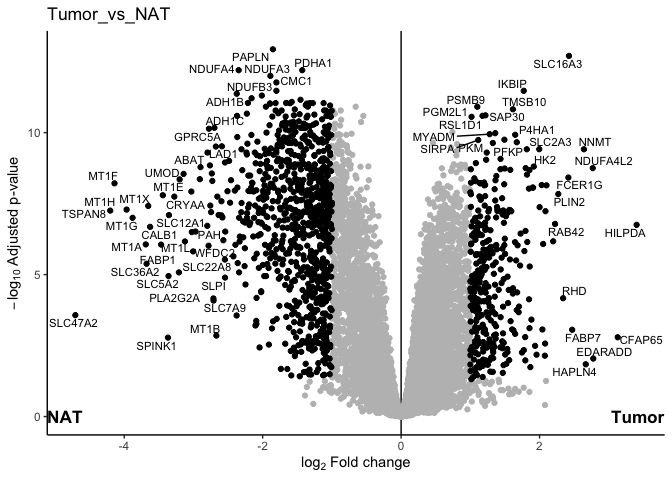 Tumor_vs_NAT
PAPLN
SLC16A3
NDUFA4 NDUFA3 PDHA1
CMC1
NDUFB3
IKBIP
ADH1B
PSMB9
TMSB10
PGM2L1
SAP30
ADH1C
RSL1D1
P4HA1
10
GPRC5A
MYADM
SLC2A3 NNMT
LAD1
SIRPA PKM
PFKP
ABAT
HK2 NDUFA4L2
UMOD
MT1F
MT1E
FCER1G
MT1H MT1X
CRYAA
PLIN2
TSPAN8
MT1G
SLC12A1
CALB1
PAH
RAB42
HILPDA
MT1A
MT1L
WFDC2
FABP1
SLC36A2
SLC22A8
5
SLC5A2
SLPI
PLA2G2A
RHD
SLC7A9
SLC47A2
MT1B
FABP7
CFAP65
SPINK1
EDARADD
HAPLN4
0
NAT
Tumor
-4 -2 0 2
log2 Fold change
−log10 Adjusted p-value